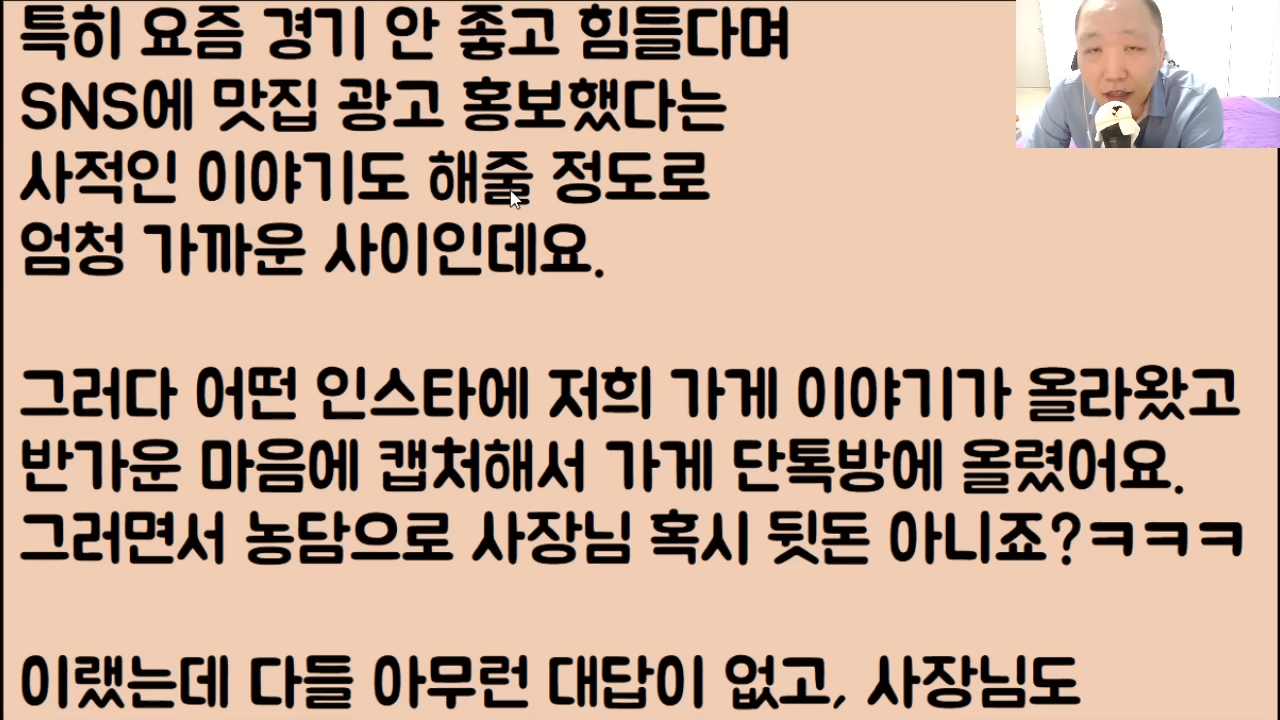 특히 요즘 경기 안 좋고 힘들다며
SNS에 맛집 광고 홍보했다는
사적인 이야기도 해줄 정도로
엄청 가까운 사이인데요.
그러다 어떤 인스타에 저희 가게 이야기가 올라왔고
반가운 마음에 캡처해서 가게 단톡방에 올렸어요.
그러면서 농담으로 사장님 혹시 뒷돈 아니죠?ㅋㅋㅋ
이랬는데 다들 아무런 대답이 없고, 사장님도